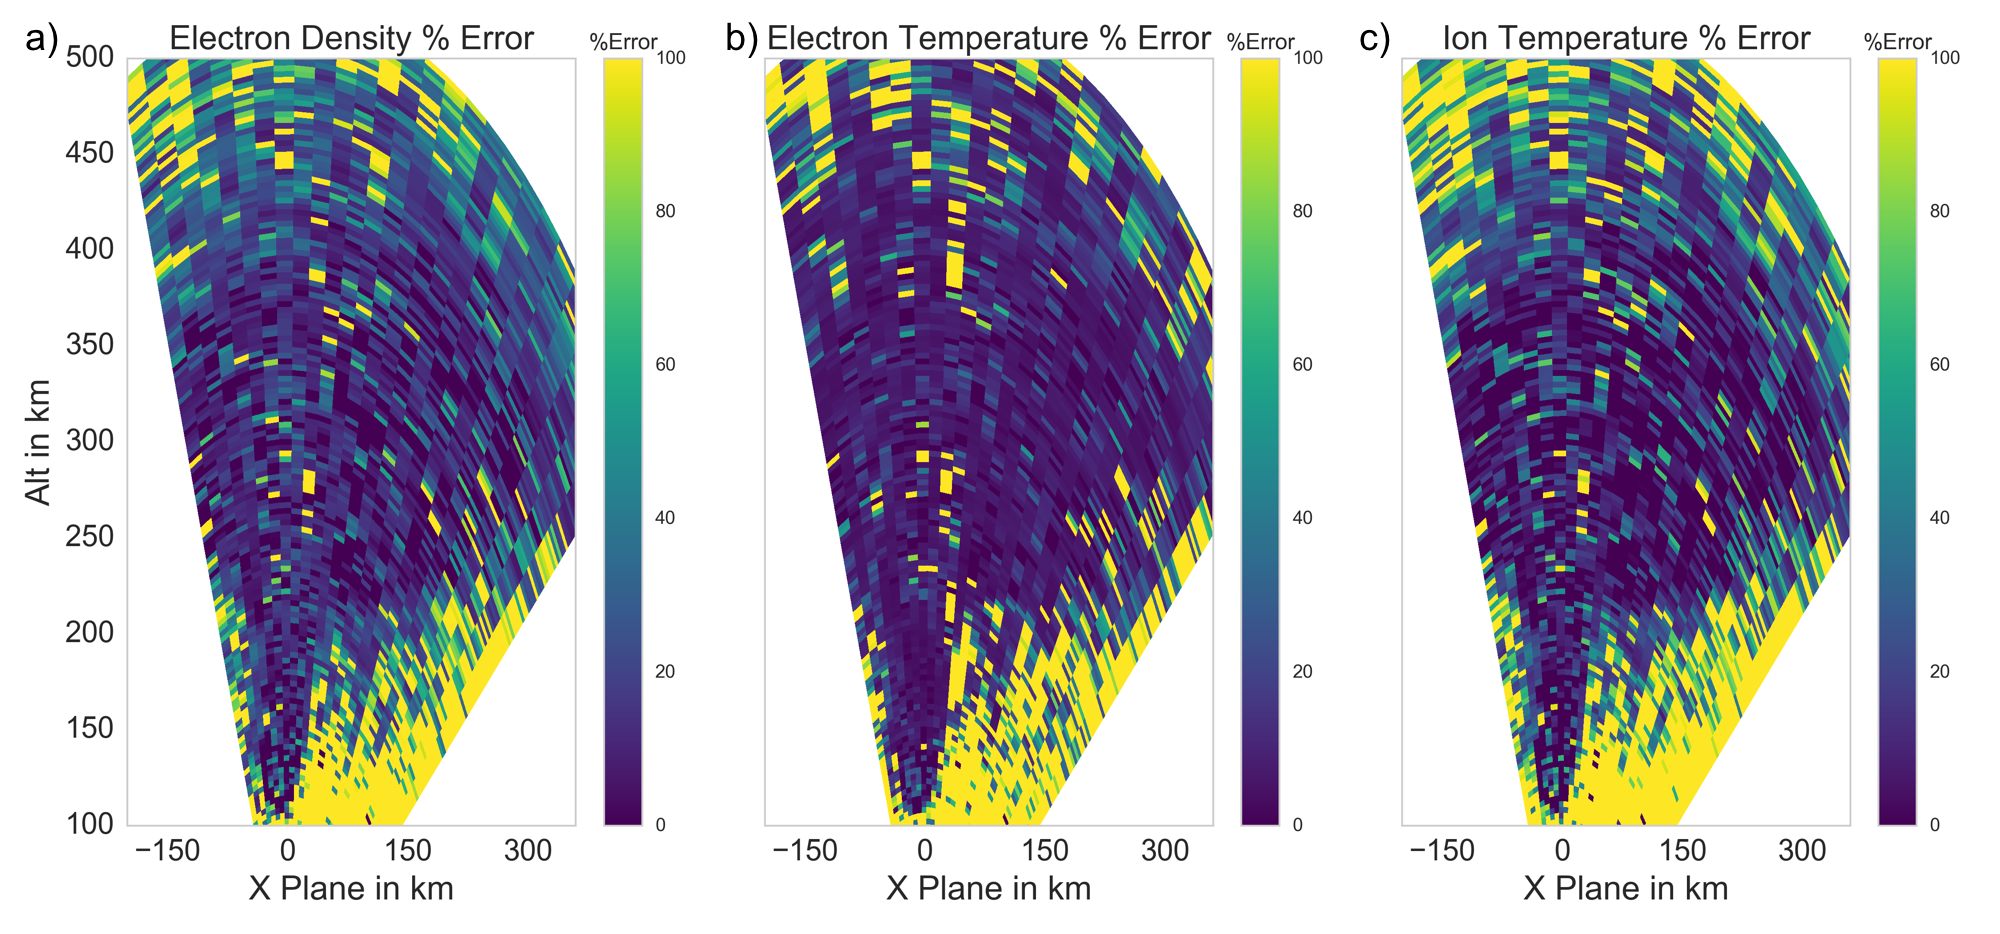 a) Electron Density % Error %Error
b) Electron Temperature % Error %Error
c) Ion Temperature % Error %Error
500
450
400
350
300
250
200
150
100
Alt in km
100
80
60
40
20
0
100
80
60
40
20
0
100
80
60
40
20
0
−150 0 150 300
−150 0 150 300
−150 0 150 300
X Plane in km
X Plane in km
X Plane in km